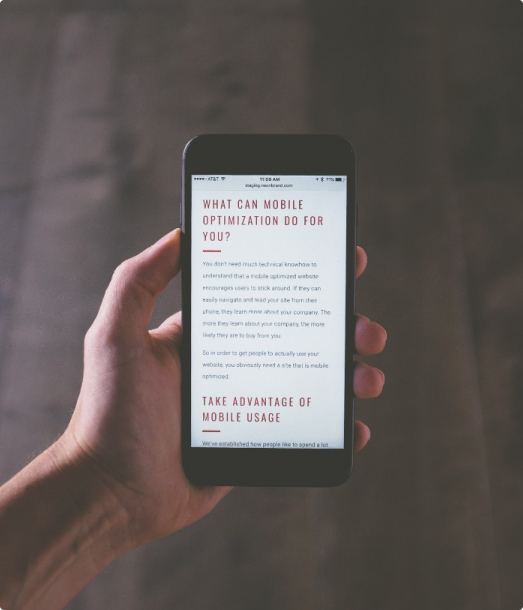 AT&T 11:08 AM 77%
WHAT CAN MOBILE
OPTIMIZATION DO FOR
YOU?
You don't need much technical knowhow to
understand that a mobile optimized website
encourages users to stick around. If they can
easily navigate and read your site from their
phone, they learn more about your company. The
more they learn about your company, the more
likely they are to buy from you.
So in order to get people to actually use your
website, you obviously need a site that is mobile
optimized.
TAKE ADVANTAGE OF
MOBILE USAGE
We've established how people like to spend a lot